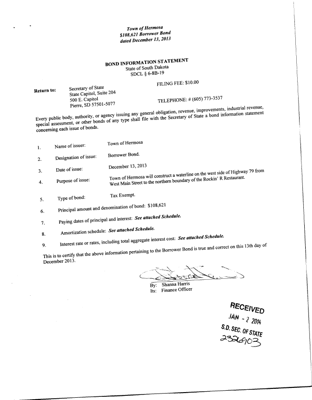 Town of Hermosa
$108,621 Borrower Bond
dated December 13, 2013
BOND INFORMATION STATEMENT
State of South Dakota
SDCL § 6-8B-19
Return to: Secretary of State FILING FEE: $10.00
State Capitol, Suite 204
500 E. Capitol
Pierre, SD 57501-5077 TELEPHONE: # (605) 773-3537
Every public body, authority, or agency issuing any general obligation, revenue, improvements, industrial revenue,
special assessment, or other bonds of any type shall file with the Secretary of State a bond information statement
concerning each issue of bonds.
1. Name of issuer: Town of Hermosa
2. Designation of issue: Borrower Bond.
3. Date of issue: December 13, 2013
4. Purpose of issue: Town of Hermosa will construct a waterline on the west side of Highway 79 from
West Main Street to the northern boundary of the Rockin' R Restaurant.
5. Type of bond: Tax Exempt.
6. Principal amount and denomination of bond: $108,621
7. Paying dates of principal and interest: See attached Schedule.
8. Amortization schedule: See attached Schedule.
9. Interest rate or rates, including total aggregate interest cost: See attached Schedule.
This is to certify that the above information pertaining to the Borrower Bond is true and correct on this 13th day of
December 2013.
By: Shanna Harris
Its: Finance Officer
RECEIVED
JAN - 2 2014
S.D. SEC. OF STATE